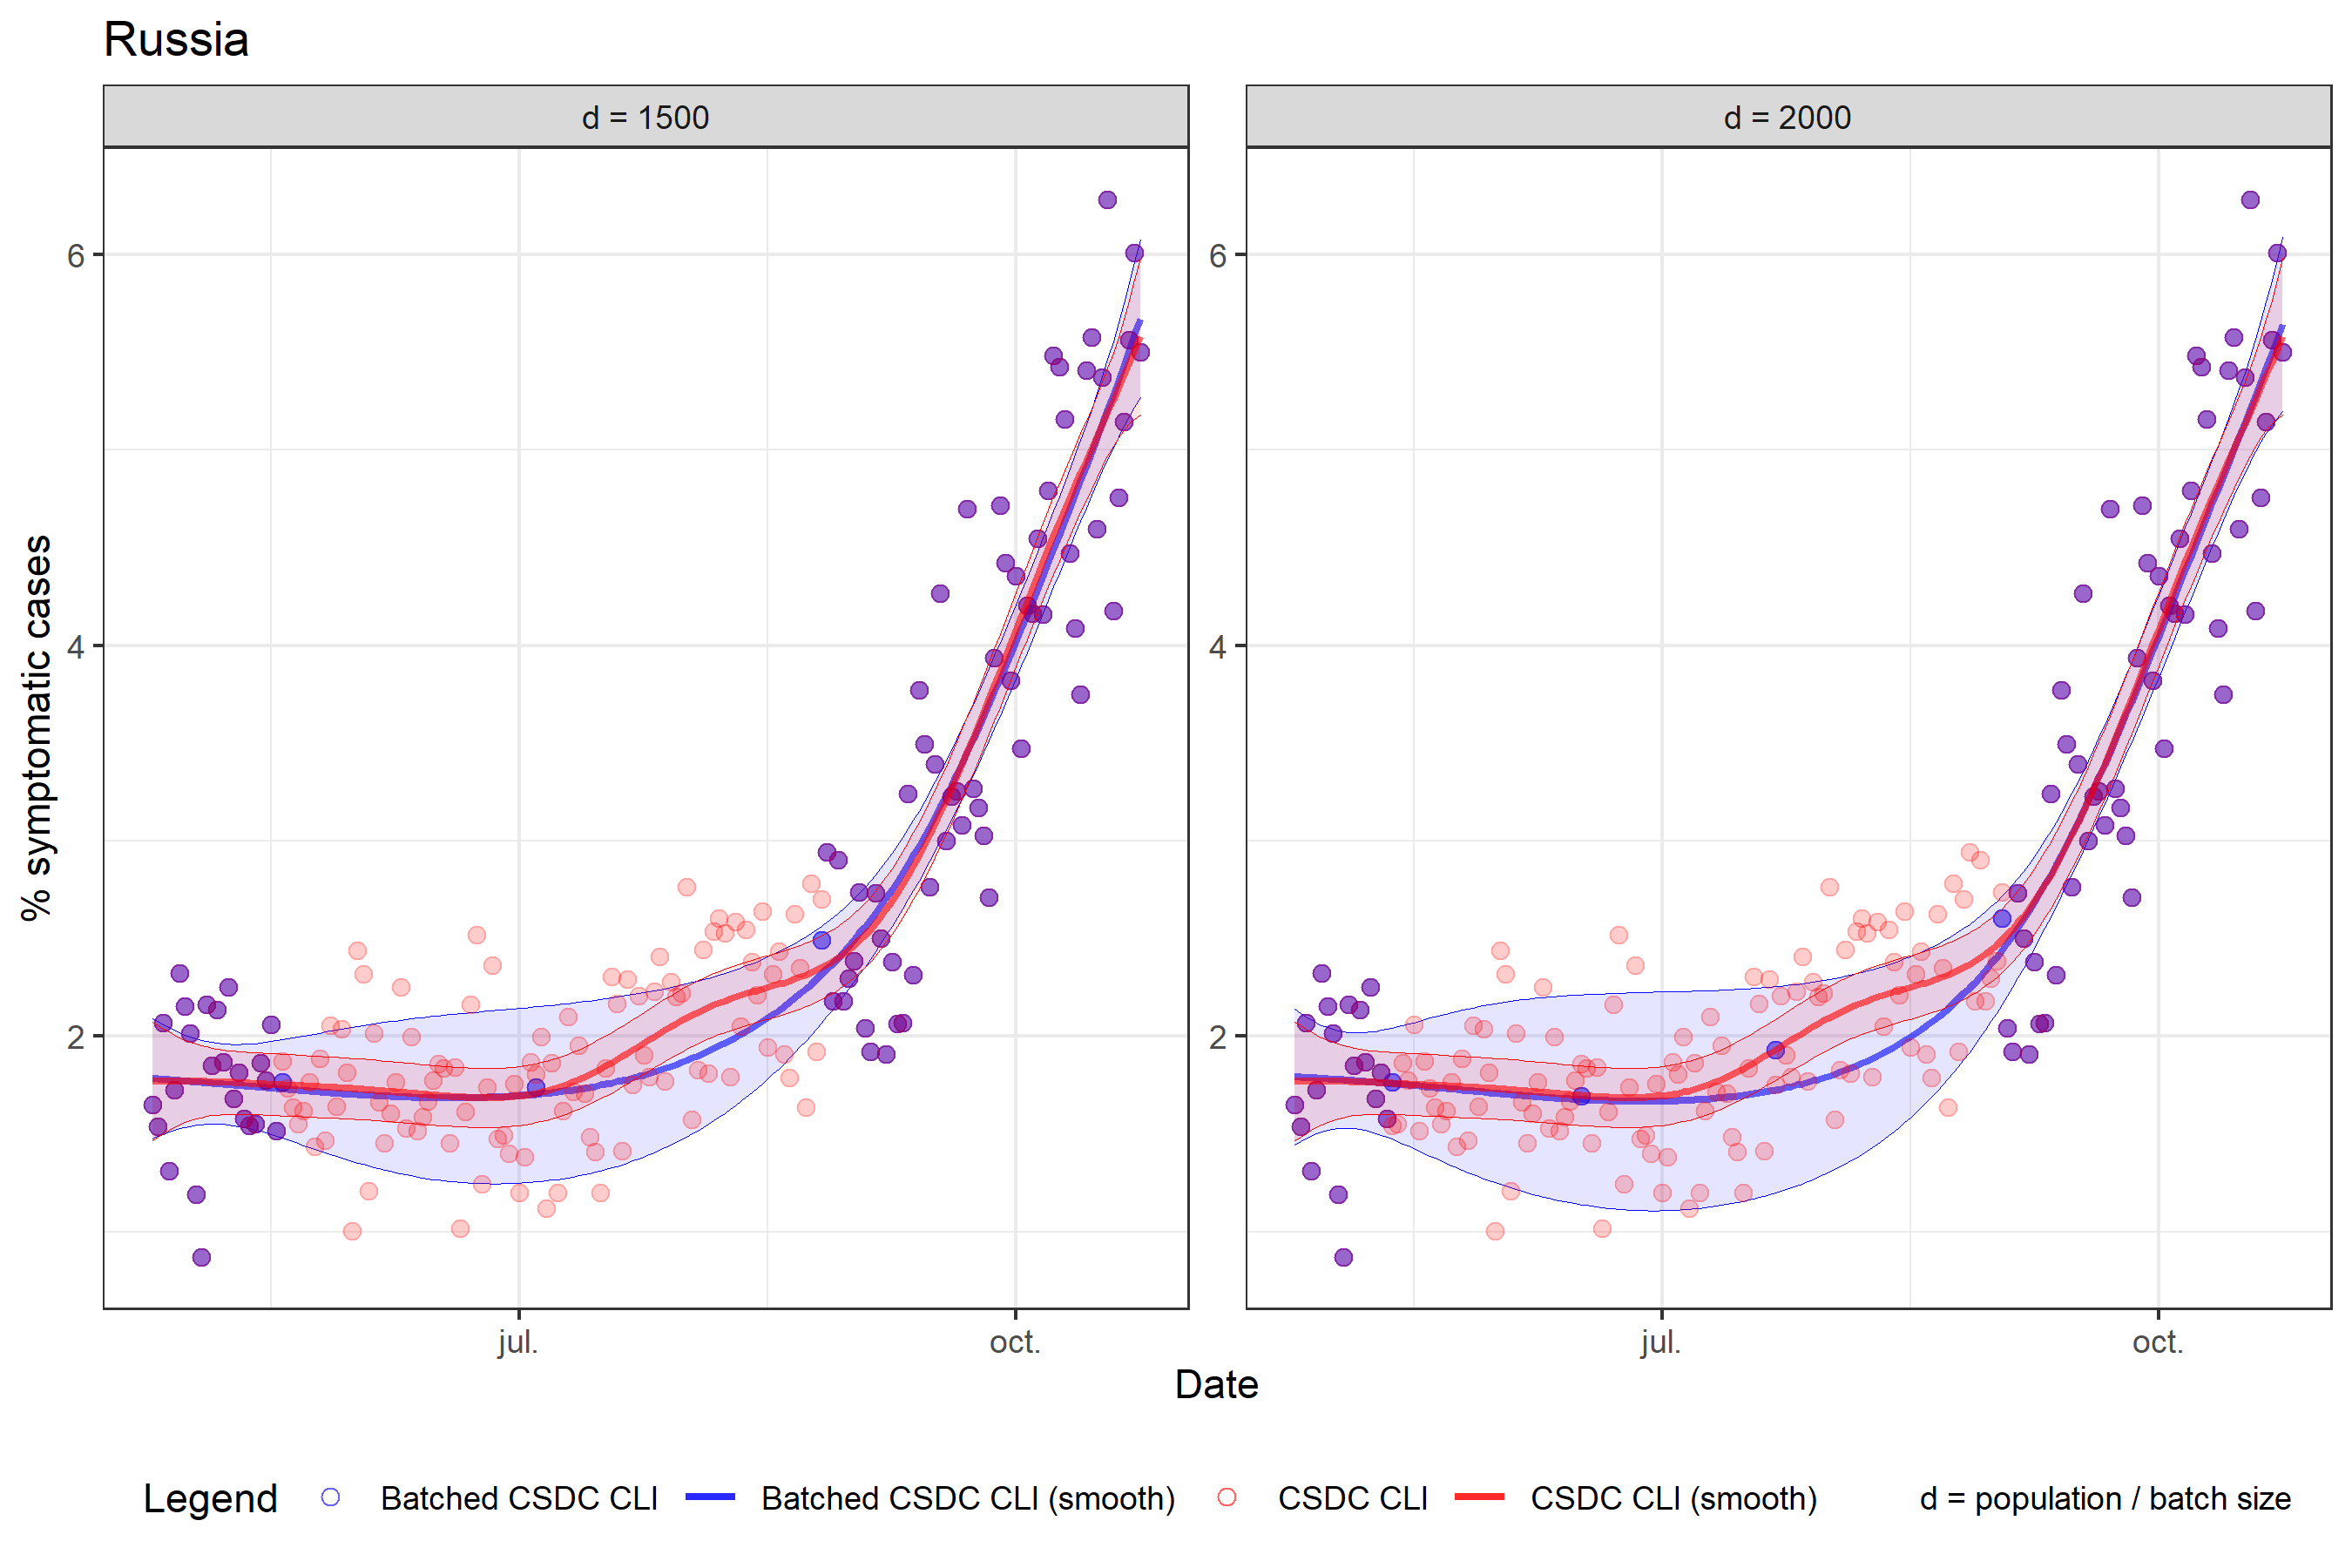 Russia
d = 1500
d = 2000
% symptomatic cases
6
4
2
6
4
2
jul.
oct.
jul.
oct.
Date
Legend
Batched CSDC CLI
Batched CSDC CLI (smooth)
CSDC CLI
CSDC CLI (smooth)
d = population / batch size